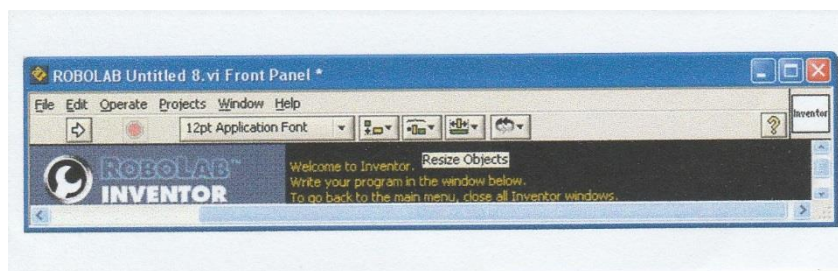 ROBOLAB Untitled 8.vi Front Panel *
File Edit Operate Projects Window Help
12pt Application Font
?
Inventor
ROBOLAB™
INVENTOR
Welcome to Inventor. Resize Objects
Write your program in the window below.
To go back to the main menu, close all Inventor windows.